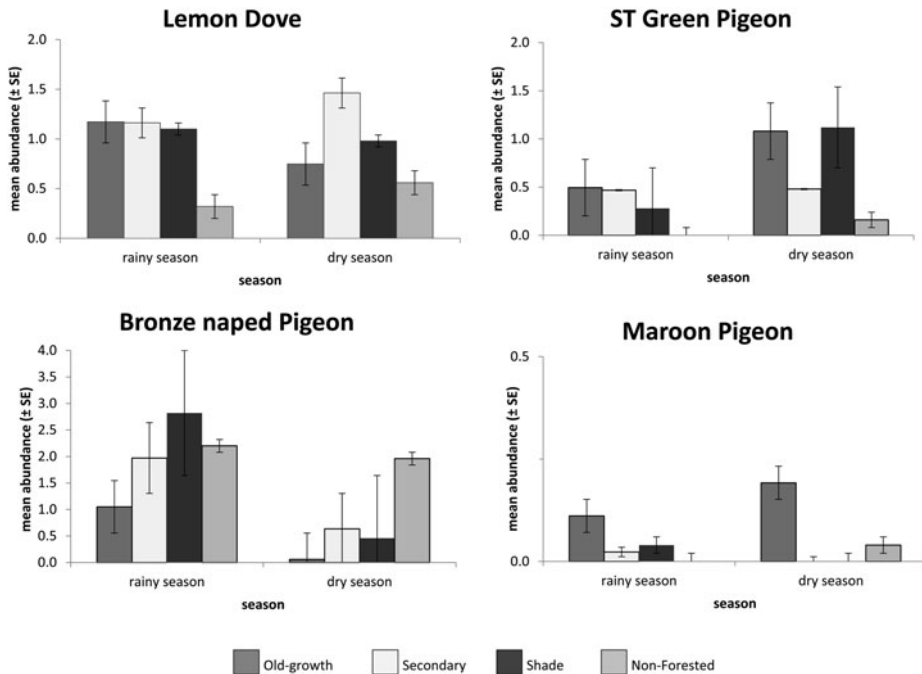 Lemon Dove
mean abundance (± SE)
2.0
1.5
1.0
0.5
0.0
rainy season
dry season
season
ST Green Pigeon
mean abundance (± SE)
2.0
1.5
1.0
0.5
0.0
rainy season
dry season
season
Bronze naped Pigeon
mean abundance (± SE)
4.0
3.5
3.0
2.5
2.0
1.5
1.0
0.5
0.0
rainy season
dry season
season
Maroon Pigeon
mean abundance (± SE)
0.5
0.0
rainy season
dry season
season
Old-growth
Secondary
Shade
Non-Forested